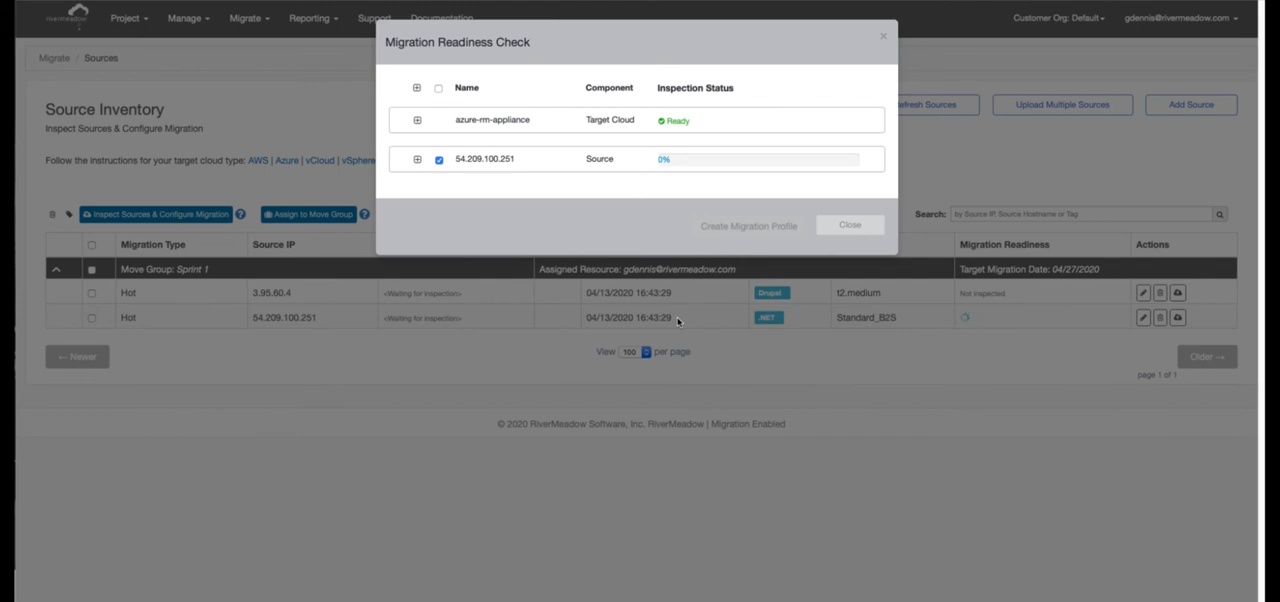 rivermeadow
Project Manage Migrate Reporting Support Documentation Customer Org: Default gdennis@rivermeadow.com
Migration Readiness Check ×
Migrate / Sources
Name Component Inspection Status
Source Inventory
efresh Sources Upload Multiple Sources Add Source
azure-rm-appliance Target Cloud Ready
Inspect Sources & Configure Migration
Follow the instructions for your target cloud type: AWS | Azure | vCloud | vSphere
54.209.100.251 Source 0%
Inspect Sources & Configure Migration ? Assign to Move Group ? Search: by Source IP, Source Hostname or Tag
Create Migration Profile Close
Migration Type Source IP Migration Readiness Actions
Move Group: Sprint 1 Assigned Resource: gdennis@rivermeadow.com Target Migration Date: 04/27/2020
Hot 3.95.60.4 <Waiting for Inspection> 04/13/2020 16:43:29 Drupal t2.medium Not inspected
Hot 54.209.100.251 <Waiting for Inspection> 04/13/2020 16:43:29 .NET Standard_B2S
← Newer View 100 per page Older →
page 1 of 1
© 2020 RiverMeadow Software, Inc. RiverMeadow | Migration Enabled